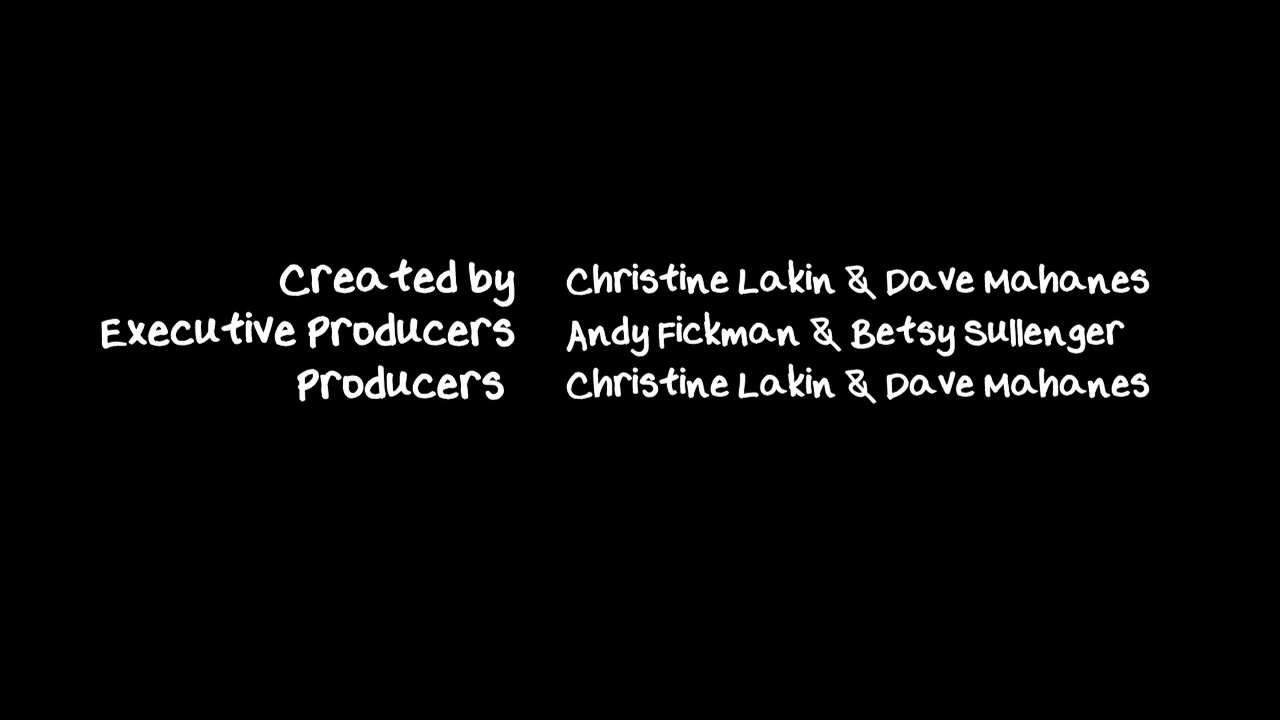 Created by Christine Lakin & Dave Mahanes
Executive Producers Andy Fickman & Betsy Sullenger
Producers Christine Lakin & Dave Mahanes